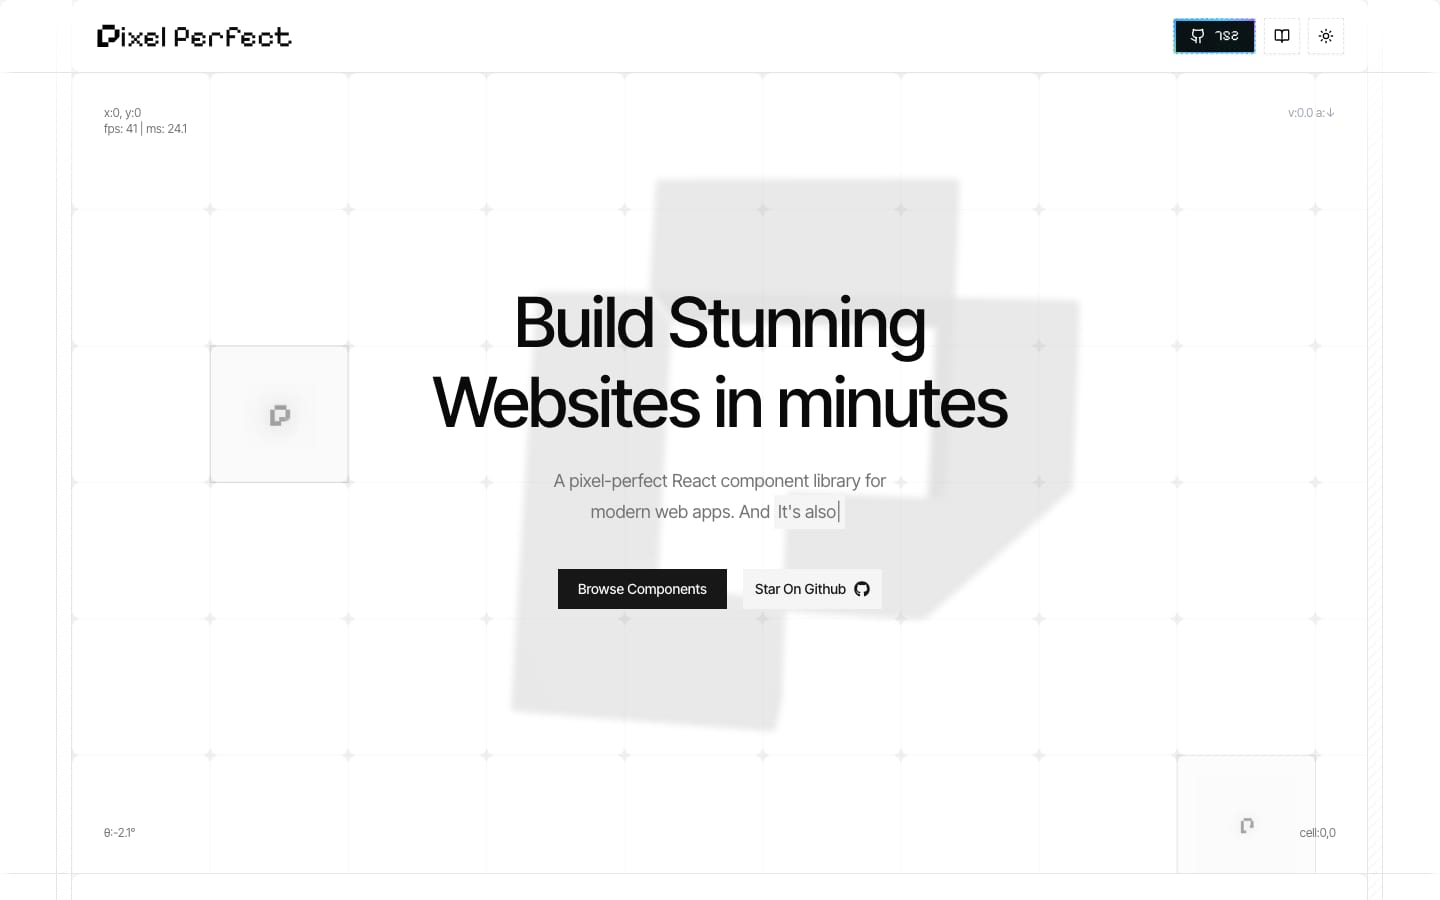 Pixel Perfect
x:0, y:0
fps: 41 | ms: 24.1
v:0.0 a:↓
Build Stunning
Websites in minutes
A pixel-perfect React component library for
modern web apps. And It's also|
Browse Components
Star On Github
θ:-2.1°
cell:0,0